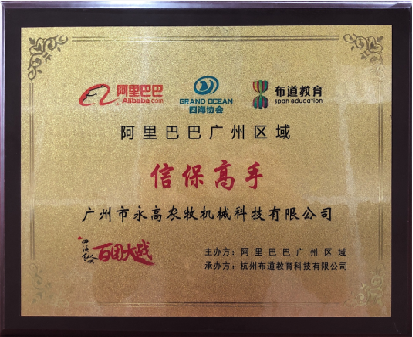 阿里巴巴
Alibaba.com
GRAND OCEAN
四海协会
布道教育
span education
阿里巴巴广州区域
信保高手
广州市永高农牧机械科技有限公司
百团大战
主办方：阿里巴巴广州区域
承办方：杭州布道教育科技有限公司